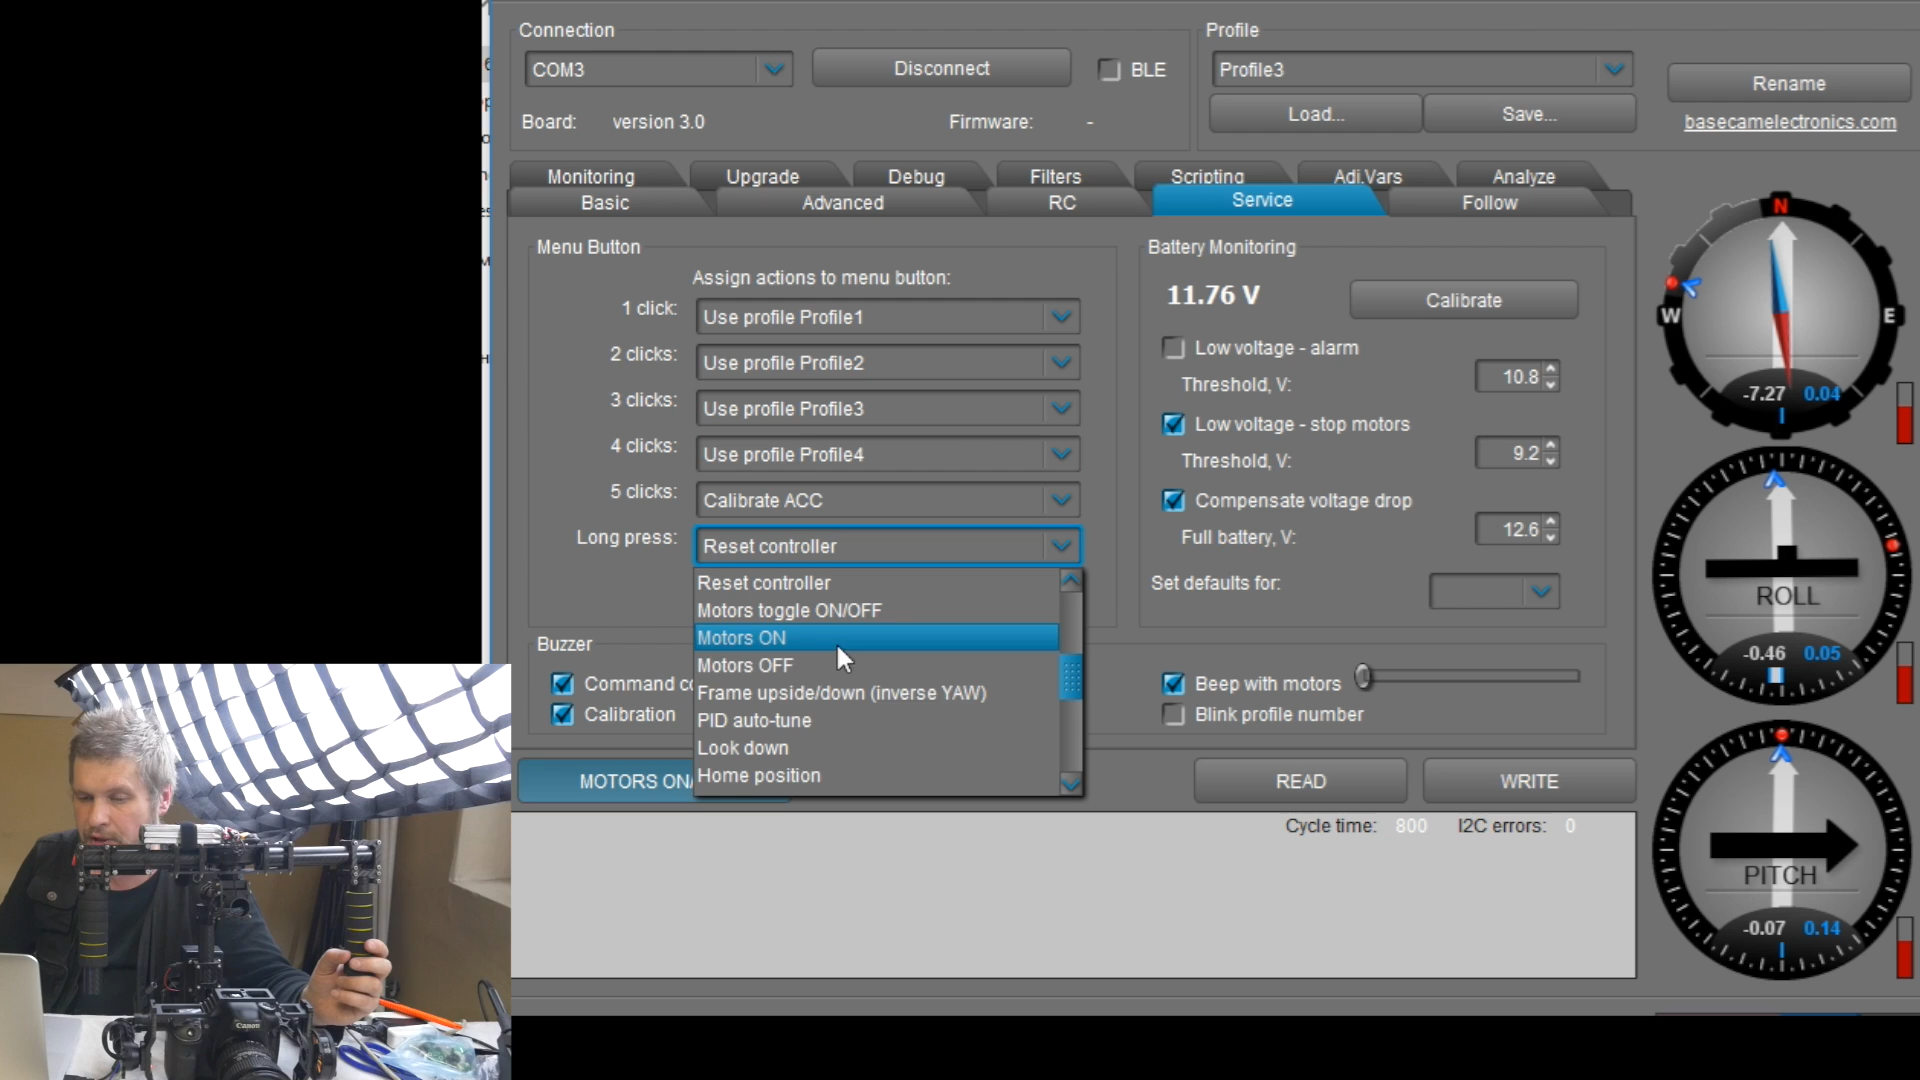 Connection
COM3
Disconnect
BLE
Board: version 3.0
Firmware: -
Profile
Profile3
Load...
Save...
Rename
basecamelectronics.com
Monitoring
Upgrade
Debug
Filters
Scripting
Adj.Vars
Analyze
Basic
Advanced
RC
Service
Follow
Menu Button
Assign actions to menu button:
1 click: Use profile Profile1
2 clicks: Use profile Profile2
3 clicks: Use profile Profile3
4 clicks: Use profile Profile4
5 clicks: Calibrate ACC
Long press: Reset controller
Reset controller
Motors toggle ON/OFF
Motors ON
Motors OFF
Frame upside/down (inverse YAW)
PID auto-tune
Look down
Home position
Battery Monitoring
11.76 V
Calibrate
Low voltage - alarm
Threshold, V: 10.8
Low voltage - stop motors
Threshold, V: 9.2
Compensate voltage drop
Full battery, V: 12.6
Set defaults for:
Buzzer
Command
Calibration
Beep with motors
Blink profile number
MOTORS ON/
READ
WRITE
Cycle time: 800 I2C errors: 0
N
W
E
-7.27 0.04
ROLL
-0.46 0.05
PITCH
-0.07 0.14
Canon